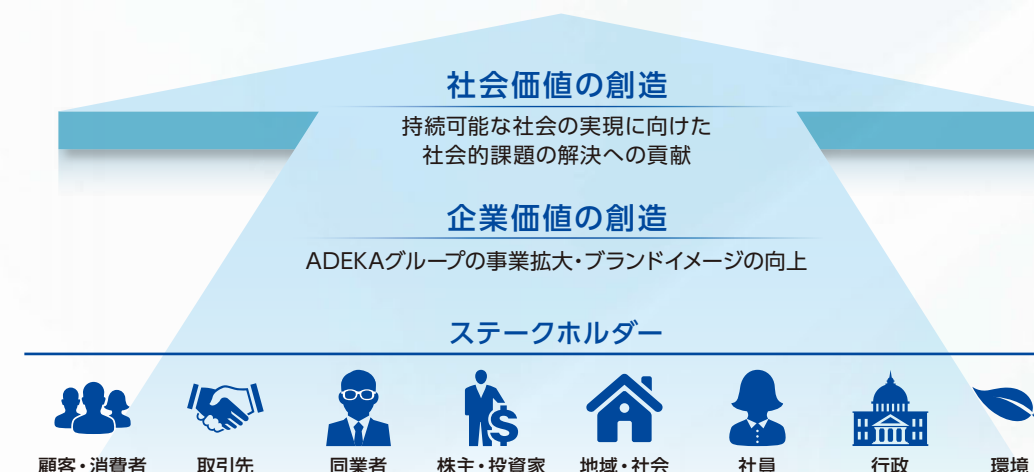 社会価値の創造
持続可能な社会の実現に向けた
社会的課題の解決への貢献
企業価値の創造
ADEKAグループの事業拡大・ブランドイメージの向上
ステークホルダー
顧客・消費者 取引先 同業者 株主・投資家 地域・社会 社員 行政 環境